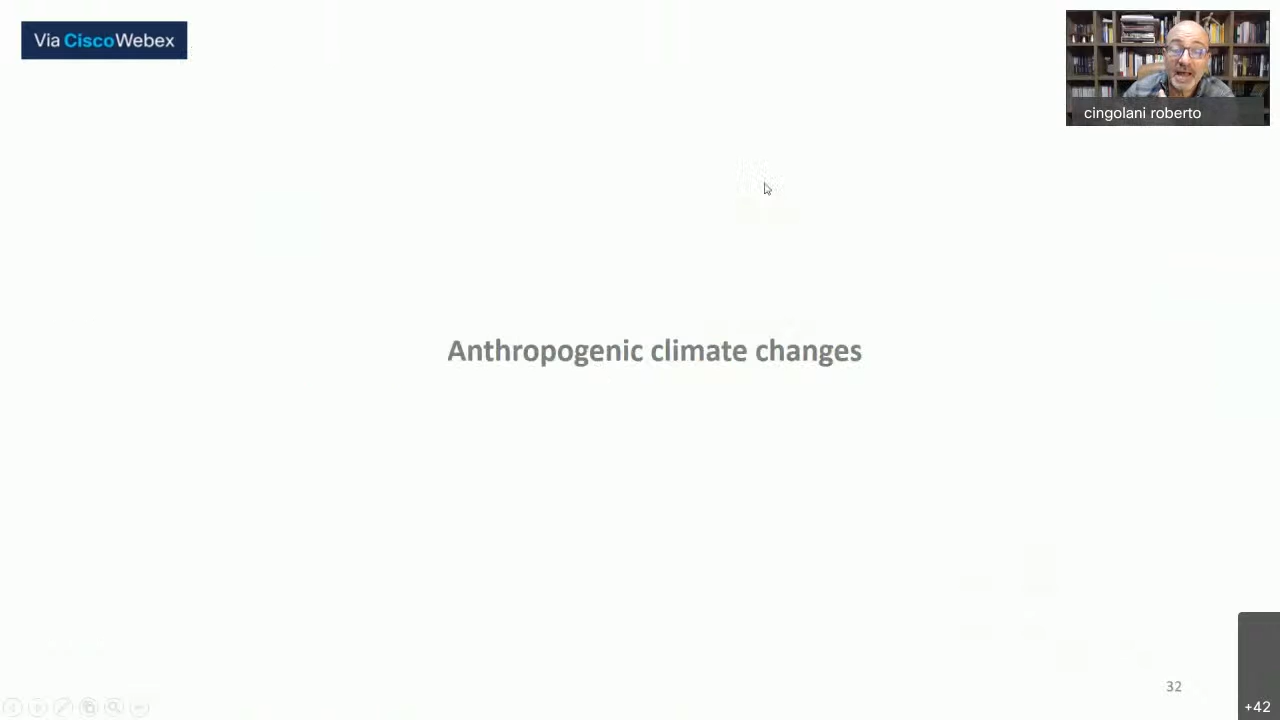 Via CiscoWebex
cingolani roberto
Anthropogenic climate changes
32
+42